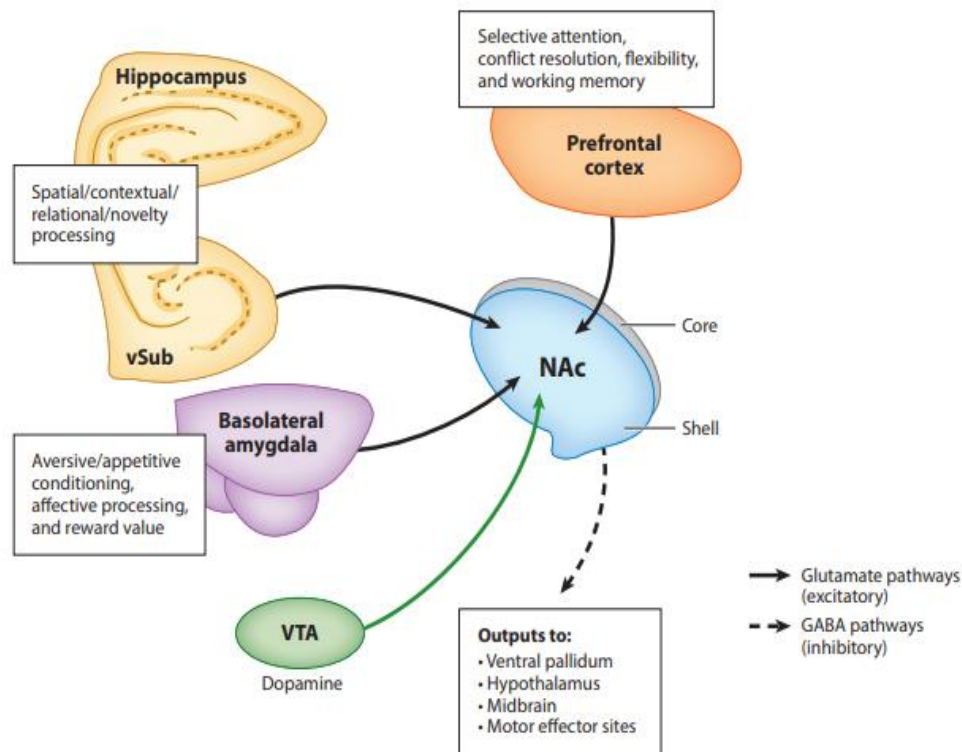 Selective attention,
conflict resolution, flexibility,
and working memory
Hippocampus
Prefrontal
cortex
Spatial/contextual/
relational/novelty
processing
vSub
Core
NAc
Shell
Basolateral
amygdala
Aversive/appetitive
conditioning,
affective processing,
and reward value
VTA
Dopamine
Outputs to:
• Ventral pallidum
• Hypothalamus
• Midbrain
• Motor effector sites
Glutamate pathways
(excitatory)
GABA pathways
(inhibitory)